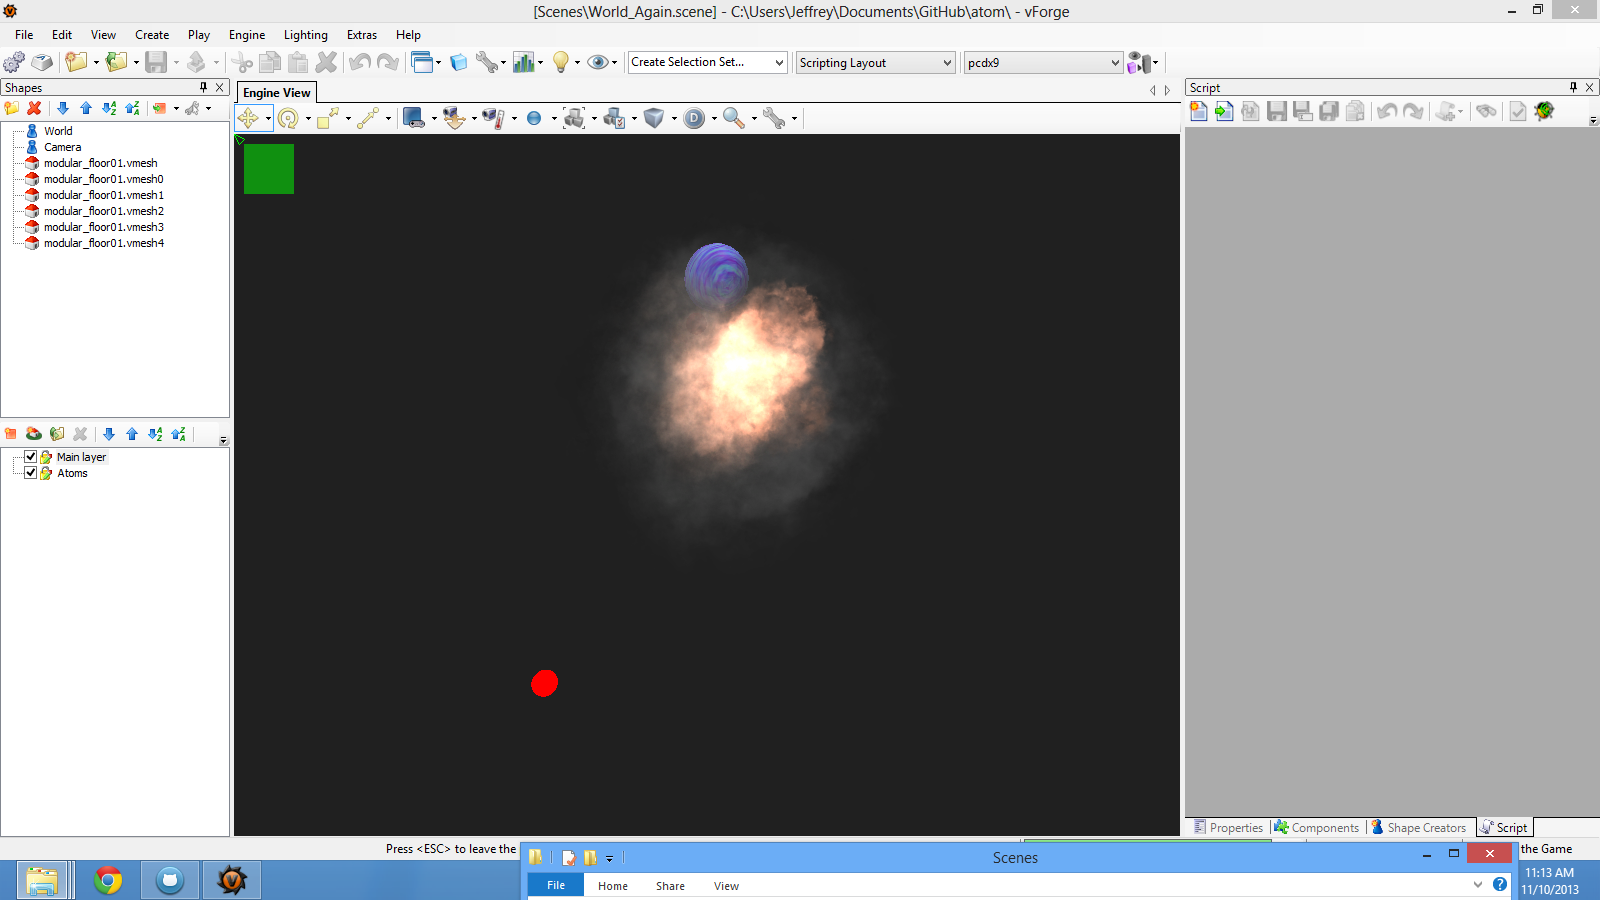 [Scenes\World_Again.scene] - C:\Users\Jeffrey\Documents\GitHub\atom\ - vForge
File Edit View Create Play Engine Lighting Extras Help
Create Selection Set... Scripting Layout pcdx9
Shapes
Engine View
Script
World
Camera
modular_floor01.vmesh
modular_floor01.vmesh0
modular_floor01.vmesh1
modular_floor01.vmesh2
modular_floor01.vmesh3
modular_floor01.vmesh4
D
Main layer
Atoms
Properties Components Shape Creators Script
Press <ESC> to leave the
the Game
Scenes
File Home Share View
11:13 AM
11/10/2013